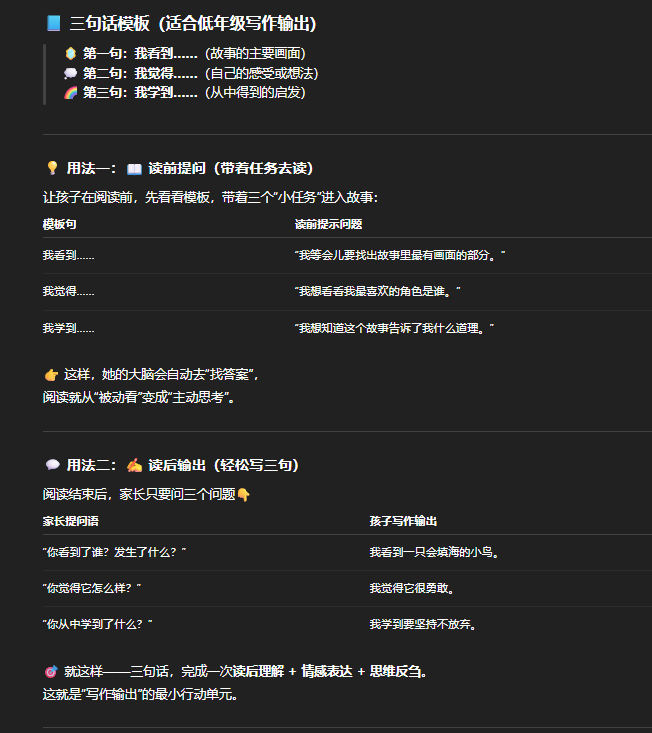 📘 三句话模板（适合低年级写作输出）
👧 第一句：我看到……（故事的主要画面）
💭 第二句：我觉得……（自己的感受或想法）
🌈 第三句：我学到……（从中得到的启发）
💡 用法一： 📖 读前提问（带着任务去读）
让孩子在阅读前，先看看模板，带着三个“小任务”进入故事：
模板句 读前提示问题
我看到…… “我等会儿要找出故事里最有画面的部分。”
我觉得…… “我想看看我最喜欢的角色是谁。”
我学到…… “我想知道这个故事告诉了我什么道理。”
👉 这样，她的大脑会自动去“找答案”，
阅读就从“被动看”变成“主动思考”。
💬 用法二： ✍️ 读后输出（轻松写三句）
阅读结束后，家长只要问三个问题👇
家长提问语 孩子写作输出
“你看到了谁？发生了什么？” 我看到一只会填海的小鸟。
“你觉得它怎么样？” 我觉得它很勇敢。
“你从中学到了什么？” 我学到要坚持不放弃。
🎯 就这样——三句话，完成一次读后理解 + 情感表达 + 思维反刍。
这就是“写作输出”的最小行动单元。